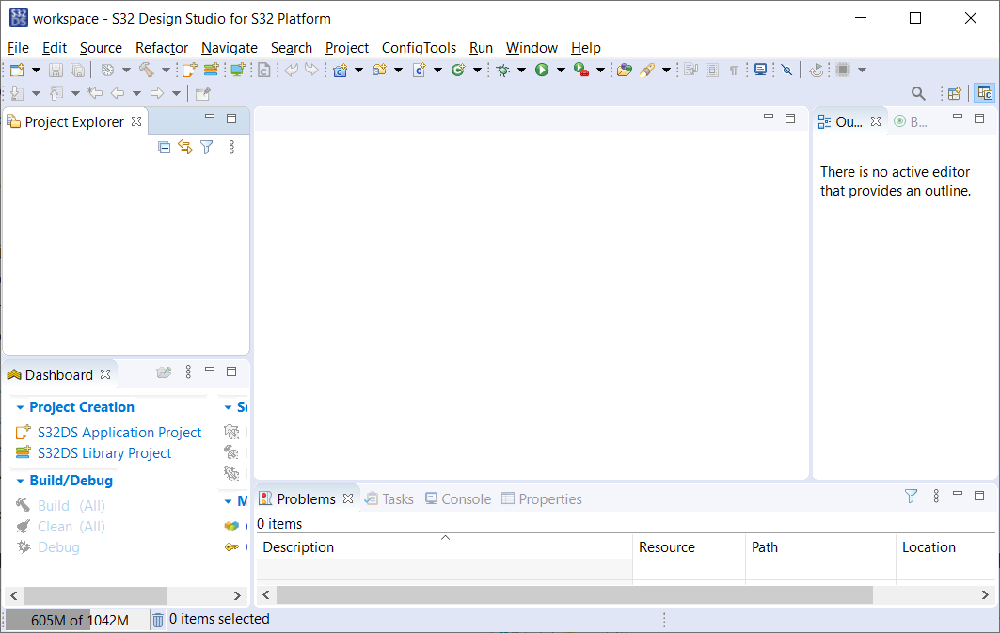 workspace - S32 Design Studio for S32 Platform
File Edit Source Refactor Navigate Search Project ConfigTools Run Window Help
Project Explorer
Ou...
B...
There is no active editor
that provides an outline.
Dashboard
Project Creation
S32DS Application Project
S32DS Library Project
Build/Debug
Build (All)
Clean (All)
Debug
Problems Tasks Console Properties
0 items
Description Resource Path Location
605M of 1042M
0 items selected